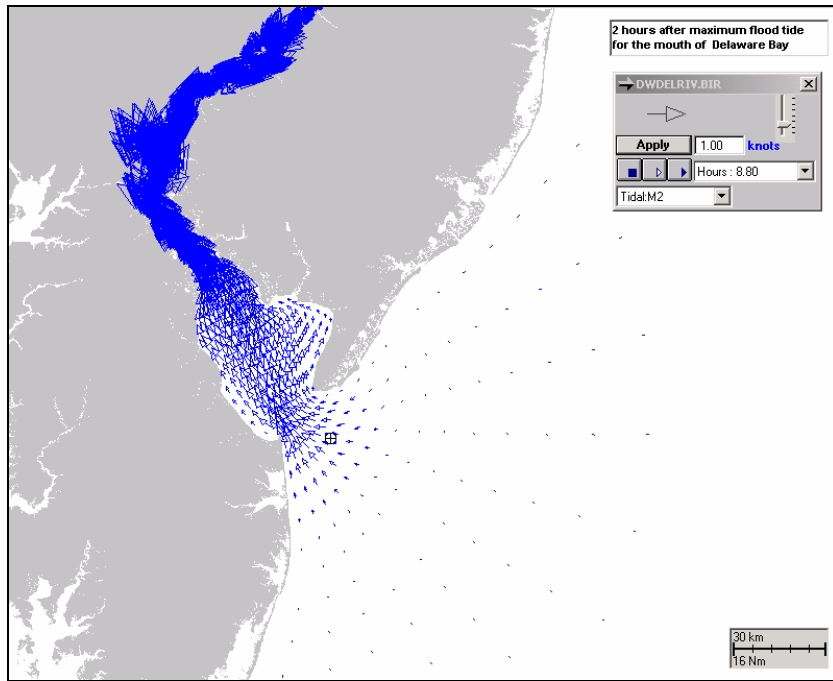 2 hours after maximum flood tide
for the mouth of Delaware Bay
DWDELRIV.BIR
Apply
1.00
knots
Hours : 8.80
Tidal:M2
30 km
16 Nm